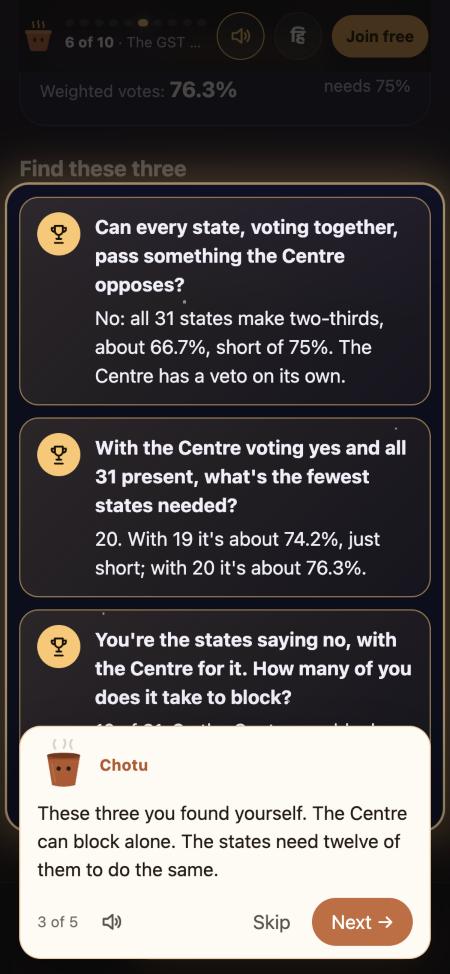 6 of 10 · The GST ...
हि
Join free
Weighted votes: 76.3%
needs 75%
Find these three
Can every state, voting together,
pass something the Centre
opposes?
No: all 31 states make two-thirds,
about 66.7%, short of 75%. The
Centre has a veto on its own.
With the Centre voting yes and all
31 present, what's the fewest
states needed?
20. With 19 it's about 74.2%, just
short; with 20 it's about 76.3%.
You're the states saying no, with
the Centre for it. How many of you
does it take to block?
Chotu
These three you found yourself. The Centre
can block alone. The states need twelve of
them to do the same.
3 of 5
Skip
Next →